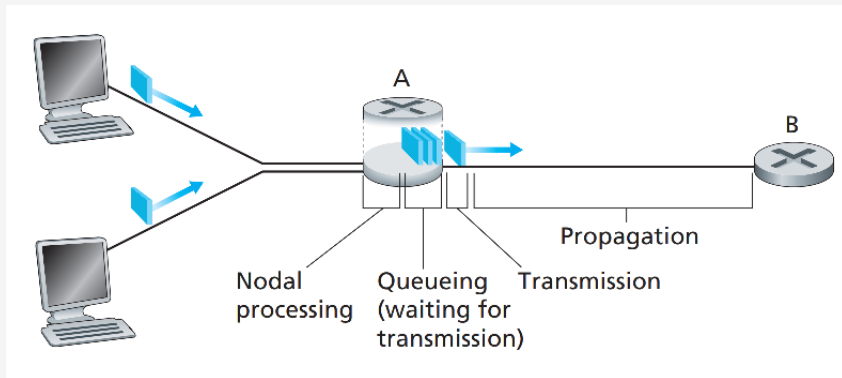 A
B
Propagation
Nodal
processing
Queueing
(waiting for
transmission)
Transmission